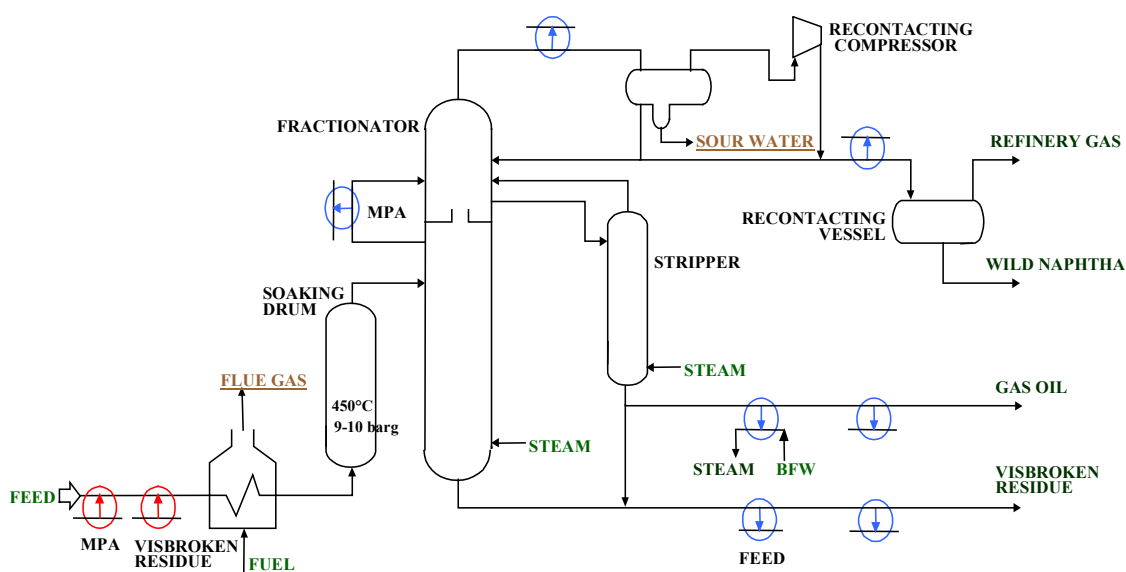 RECONTACTING
COMPRESSOR
FRACTIONATOR
SOUR WATER
REFINERY GAS
MPA
RECONTACTING
VESSEL
STRIPPER
WILD NAPHTHA
SOAKING
DRUM
FLUE GAS
STEAM
GAS OIL
450°C
9-10 barg
STEAM
STEAM
BFW
VISBROKEN
RESIDUE
FEED
MPA
VISBROKEN
RESIDUE
FUEL
FEED